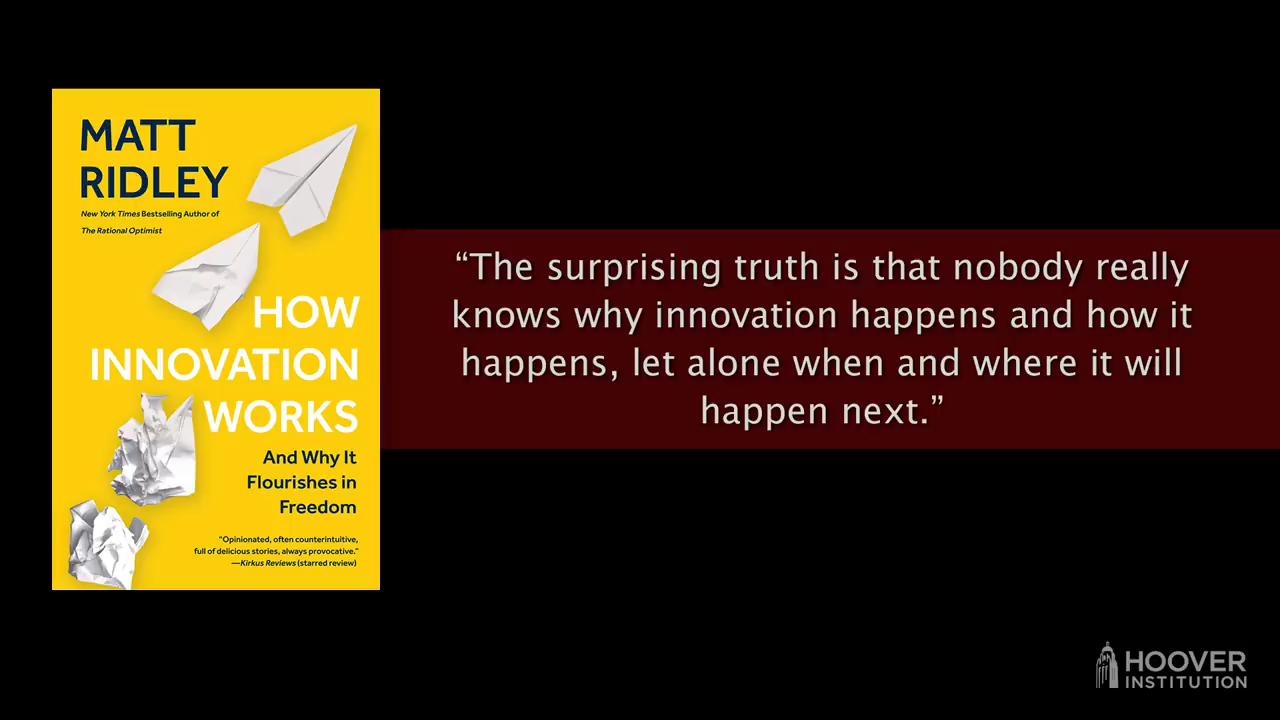 MATT
RIDLEY
New York Times Bestselling Author of
The Rational Optimist
HOW
INNOVATION
WORKS
And Why It
Flourishes in
Freedom
"Opinionated, often counterintuitive,
full of delicious stories, always provocative."
—Kirkus Reviews (starred review)
“The surprising truth is that nobody really
knows why innovation happens and how it
happens, let alone when and where it will
happen next.”
HOOVER
INSTITUTION